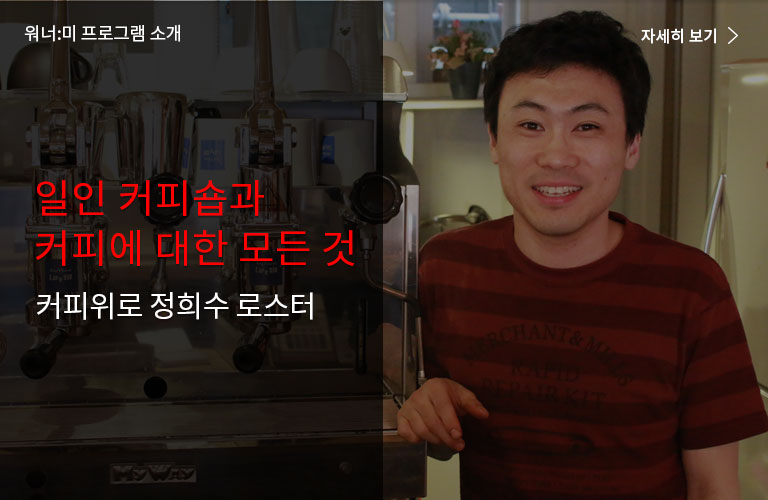 워너:미 프로그램 소개
자세히 보기
일인 커피숍과
커피에 대한 모든 것
커피위로 정희수 로스터
MERCHANT & MILLS
RAPID
REPAIR KIT
MyWay